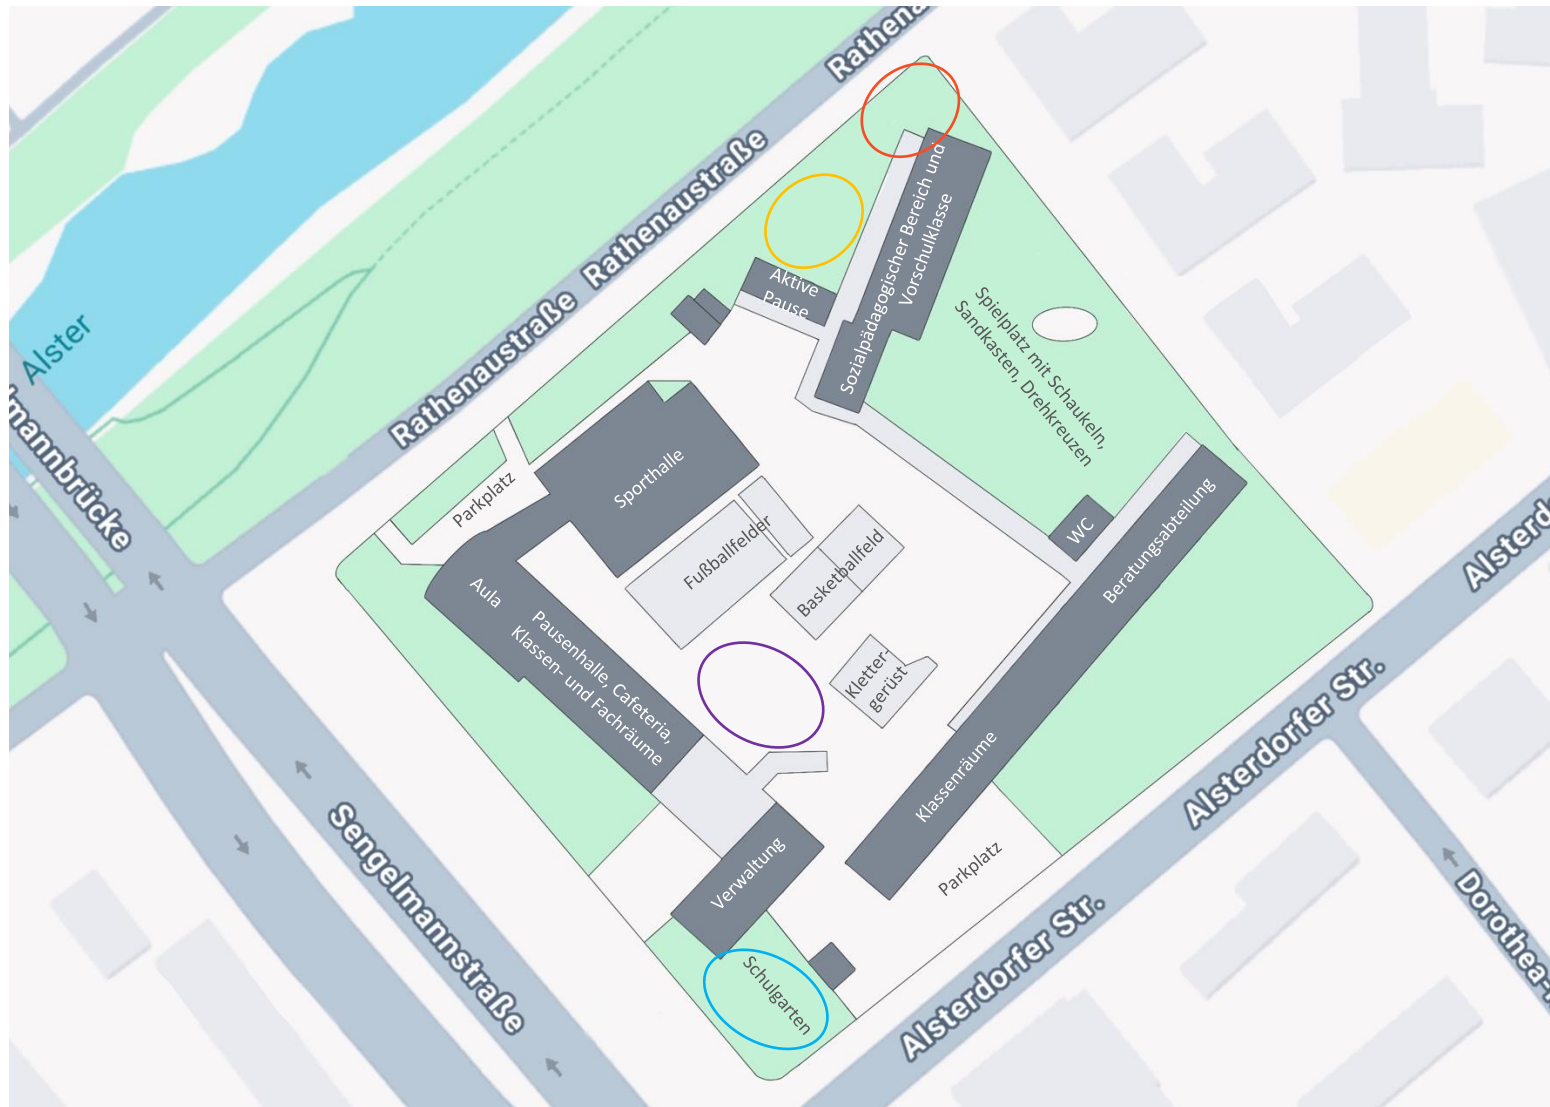 Rathena
Rathenaustraße
Rathenaustraße
Rathenaustraße
Alster
mannbrücke
Sengelmannstraße
Alsterdorfer Str.
Alsterdorfer Str.
Alsterdo
Dorothea-
Aktive
Pause
Sozialpädagogischer Bereich und
Vorschulklasse
Spielplatz mit Schaukeln,
Sandkasten, Drehkreuzen
Parkplatz
Sporthalle
Fußballfelder
Basketballfeld
WC
Beratungsabteilung
Aula
Pausenhalle, Cafeteria,
Klassen- und Fachräume
Kletter-
gerüst
Klassenräume
Verwaltung
Parkplatz
Schulgarten